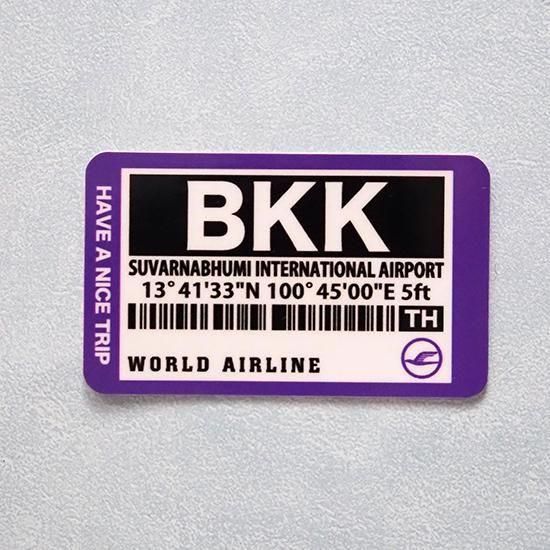 HAVE A NICE TRIP
BKK
SUVARNABHUMI INTERNATIONAL AIRPORT
13°41'33"N 100°45'00"E 5ft
TH
WORLD AIRLINE